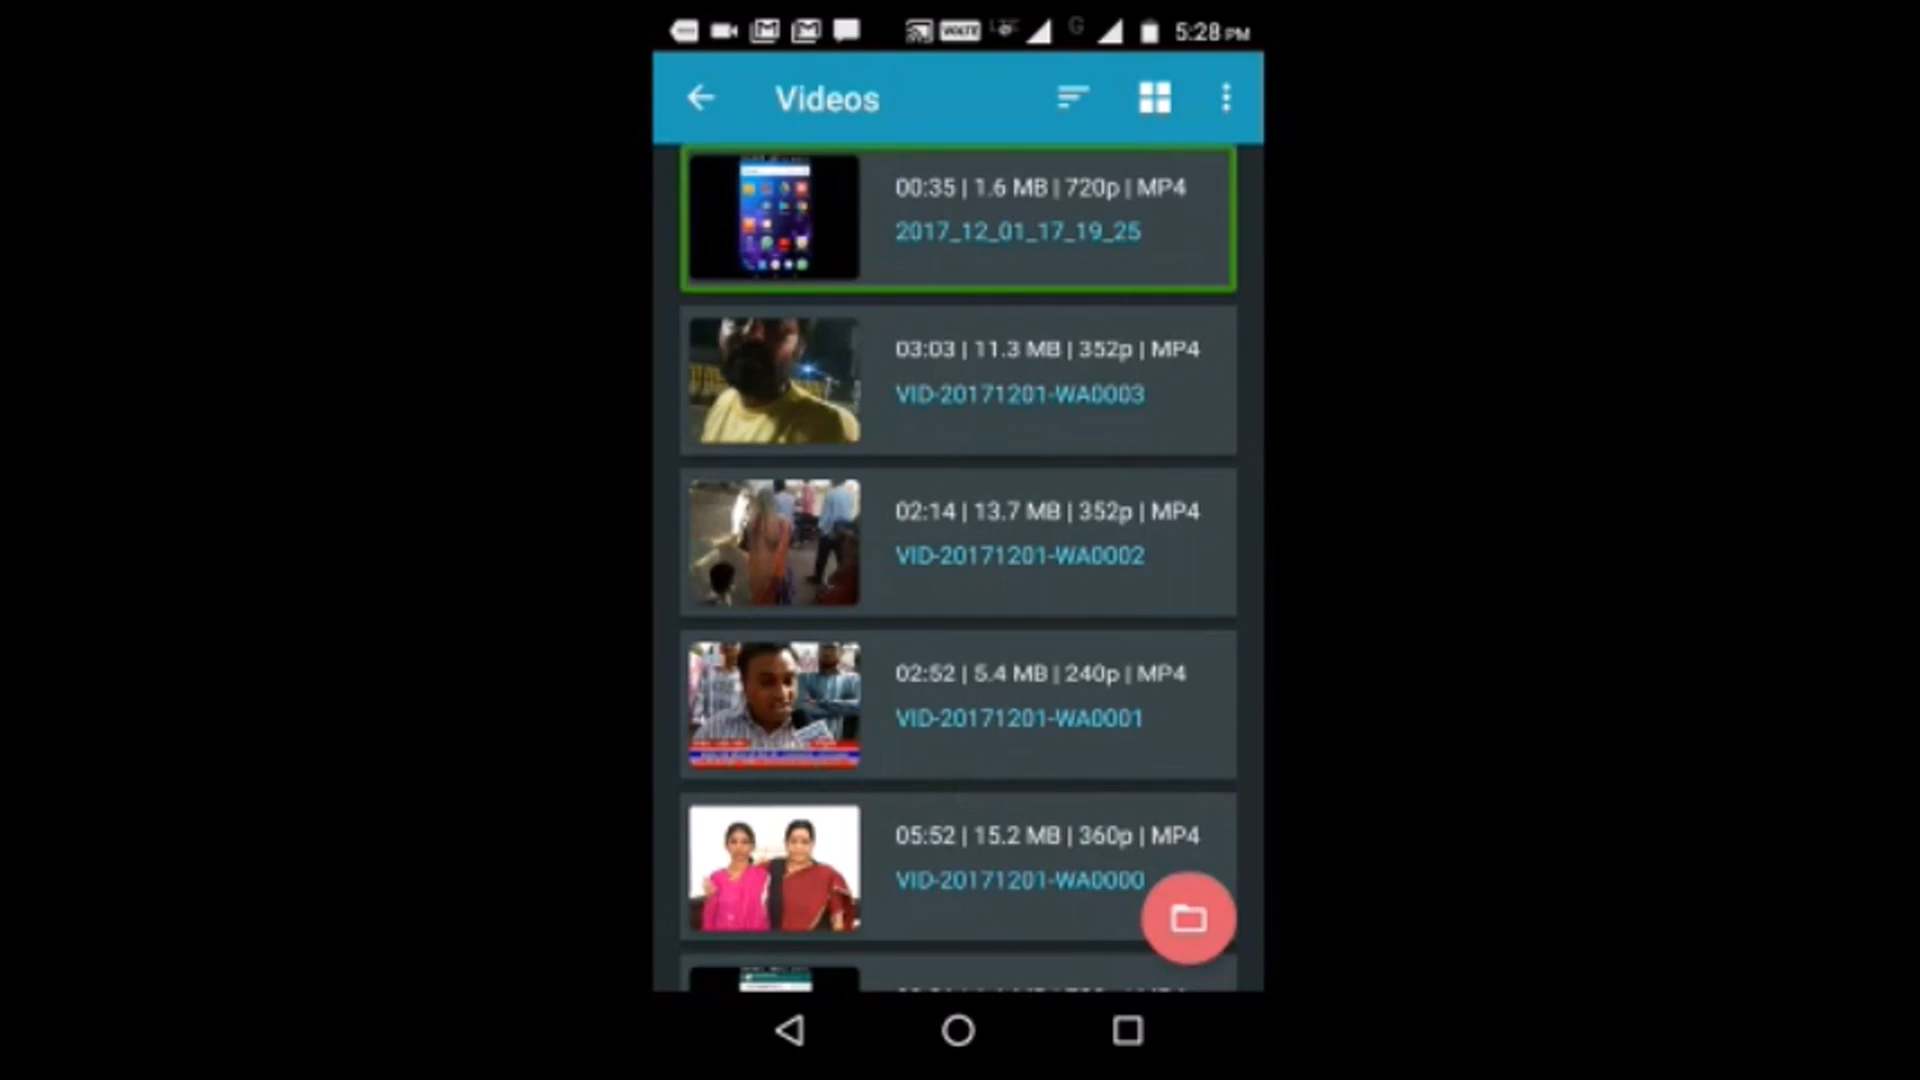 VoLTE LTE G 5:28 PM
Videos
00:35 | 1.6 MB | 720p | MP4
2017_12_01_17_19_25
03:03 | 11.3 MB | 352p | MP4
VID-20171201-WA0003
02:14 | 13.7 MB | 352p | MP4
VID-20171201-WA0002
02:52 | 5.4 MB | 240p | MP4
VID-20171201-WA0001
05:52 | 15.2 MB | 360p | MP4
VID-20171201-WA0000